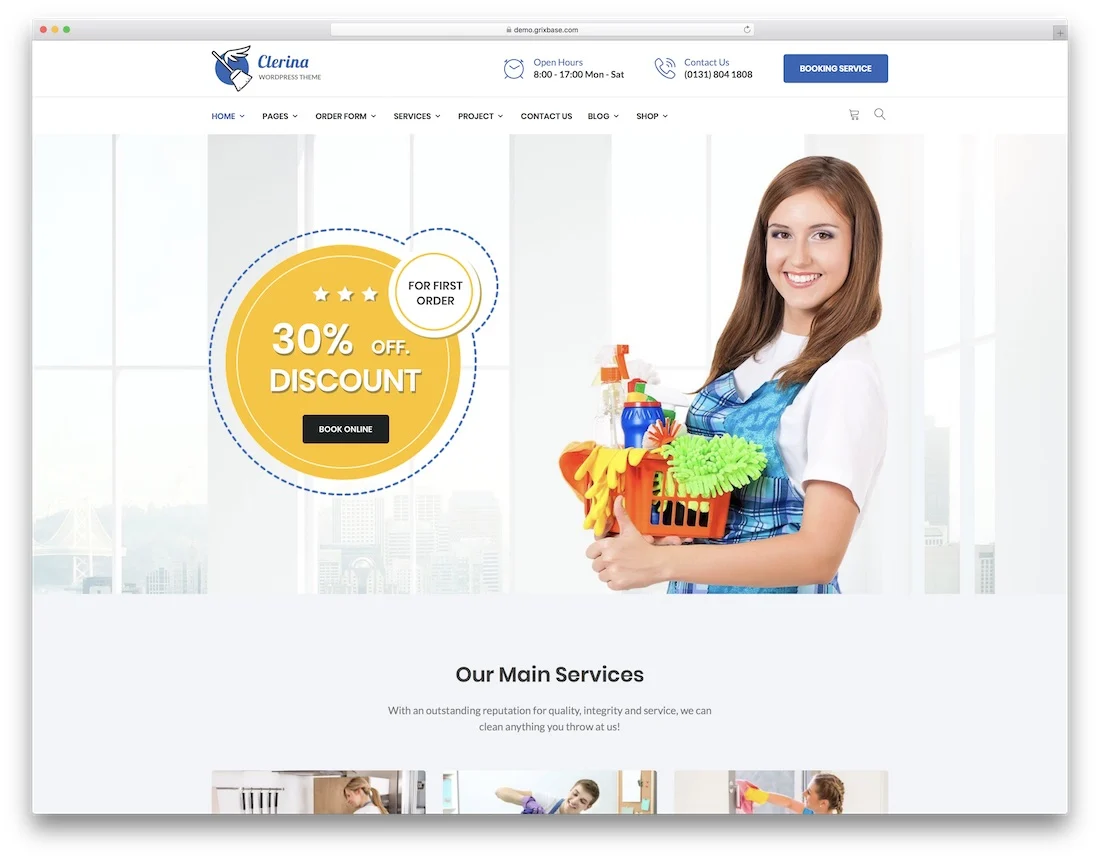 demo.grixbase.com
Clerina
WORDPRESS THEME
Open Hours
8:00 - 17:00 Mon - Sat
Contact Us
(0131) 804 1808
BOOKING SERVICE
HOME
PAGES
ORDER FORM
SERVICES
PROJECT
CONTACT US
BLOG
SHOP
FOR FIRST
ORDER
30% OFF.
DISCOUNT
BOOK ONLINE
Our Main Services
With an outstanding reputation for quality, integrity and service, we can
clean anything you throw at us!